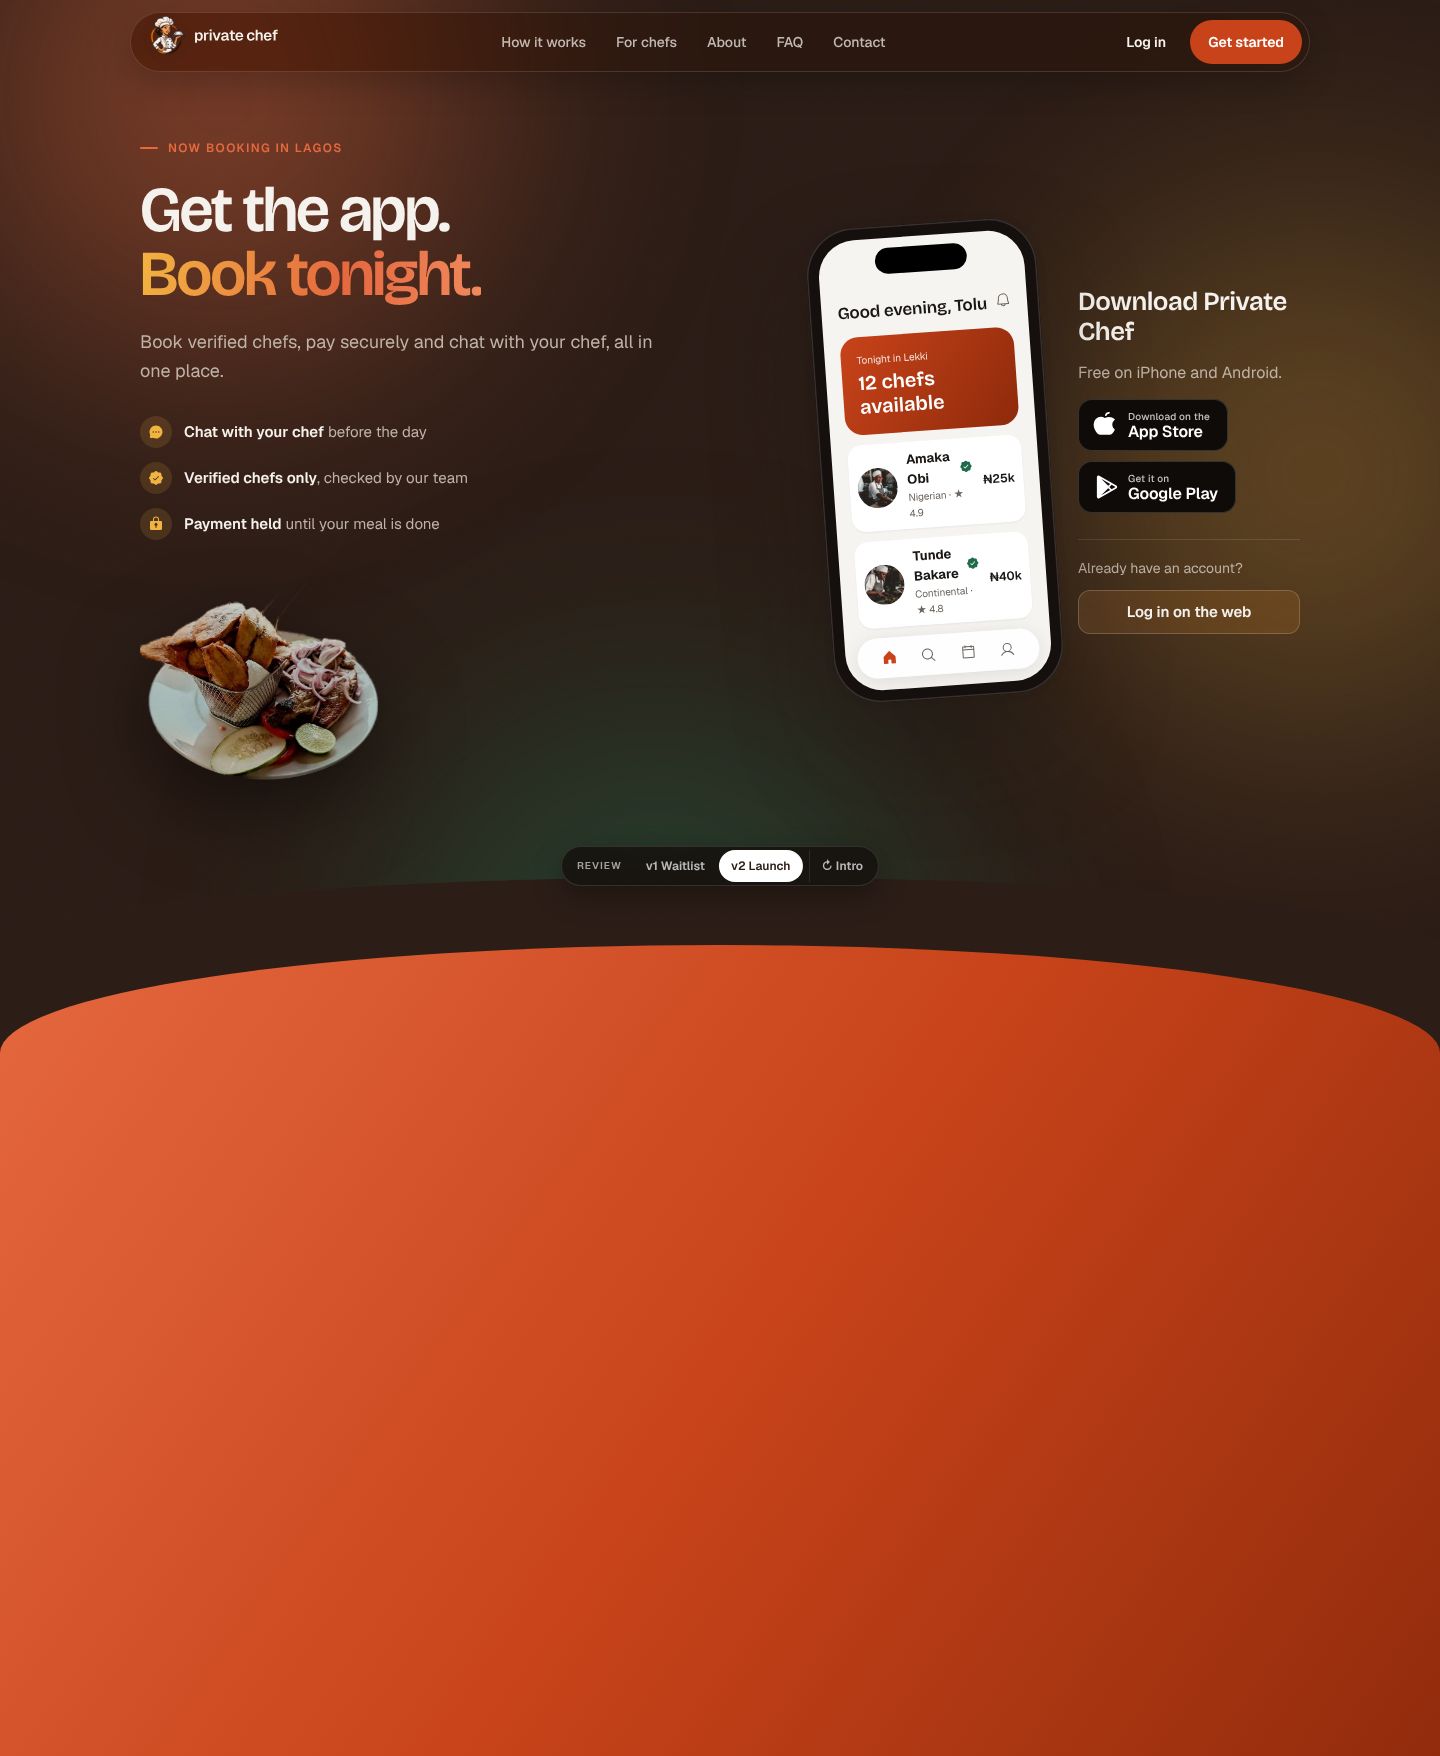 private chef
How it works
For chefs
About
FAQ
Contact
Log in
Get started
NOW BOOKING IN LAGOS
Get the app.
Book tonight.
Book verified chefs, pay securely and chat with your chef, all in
one place.
Chat with your chef before the day
Verified chefs only, checked by our team
Payment held until your meal is done
Good evening, Tolu
Tonight in Lekki
12 chefs
available
Amaka
Obi
Nigerian · ★
4.9
₦25k
Tunde
Bakare
Continental ·
★ 4.8
₦40k
Download Private
Chef
Free on iPhone and Android.
Download on the
App Store
Get it on
Google Play
Already have an account?
Log in on the web
REVIEW
v1 Waitlist
v2 Launch
↻ Intro